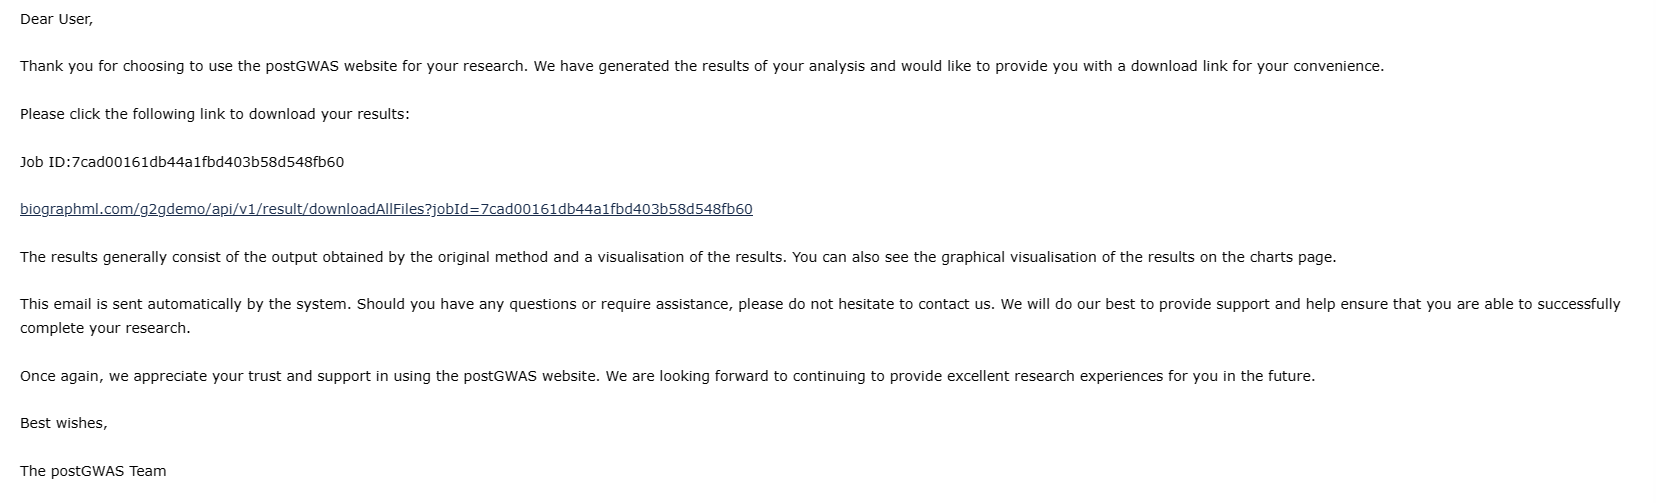 Dear User,
Thank you for choosing to use the postGWAS website for your research. We have generated the results of your analysis and would like to provide you with a download link for your convenience.
Please click the following link to download your results:
Job ID:7cad00161db44a1fbd403b58d548fb60
biographml.com/g2gdemo/api/v1/result/downloadAllFiles?jobId=7cad00161db44a1fbd403b58d548fb60
The results generally consist of the output obtained by the original method and a visualisation of the results. You can also see the graphical visualisation of the results on the charts page.
This email is sent automatically by the system. Should you have any questions or require assistance, please do not hesitate to contact us. We will do our best to provide support and help ensure that you are able to successfully
complete your research.
Once again, we appreciate your trust and support in using the postGWAS website. We are looking forward to continuing to provide excellent research experiences for you in the future.
Best wishes,
The postGWAS Team